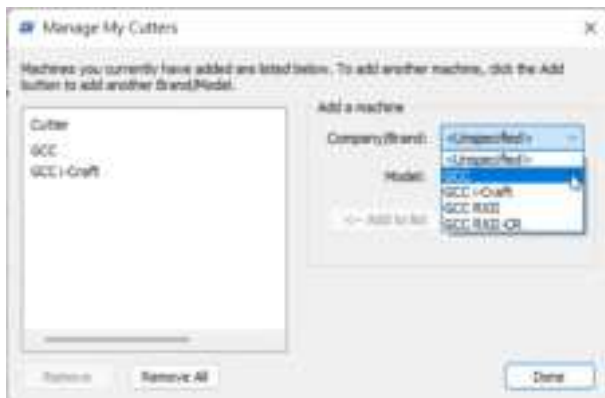 Manage My Cutters
Machines you currently have added are listed below. To add another machine, click the Add
button to add another Brand/Model.
Cutter
GCC
GCC i-Craft
Add a machine
Company/Brand:
<Unspecified>
<Unspecified>
Model:
GCC
GCC i-Craft
GCC RXII
GCC RXII-CR
<- Add to list
Remove
Remove All
Done